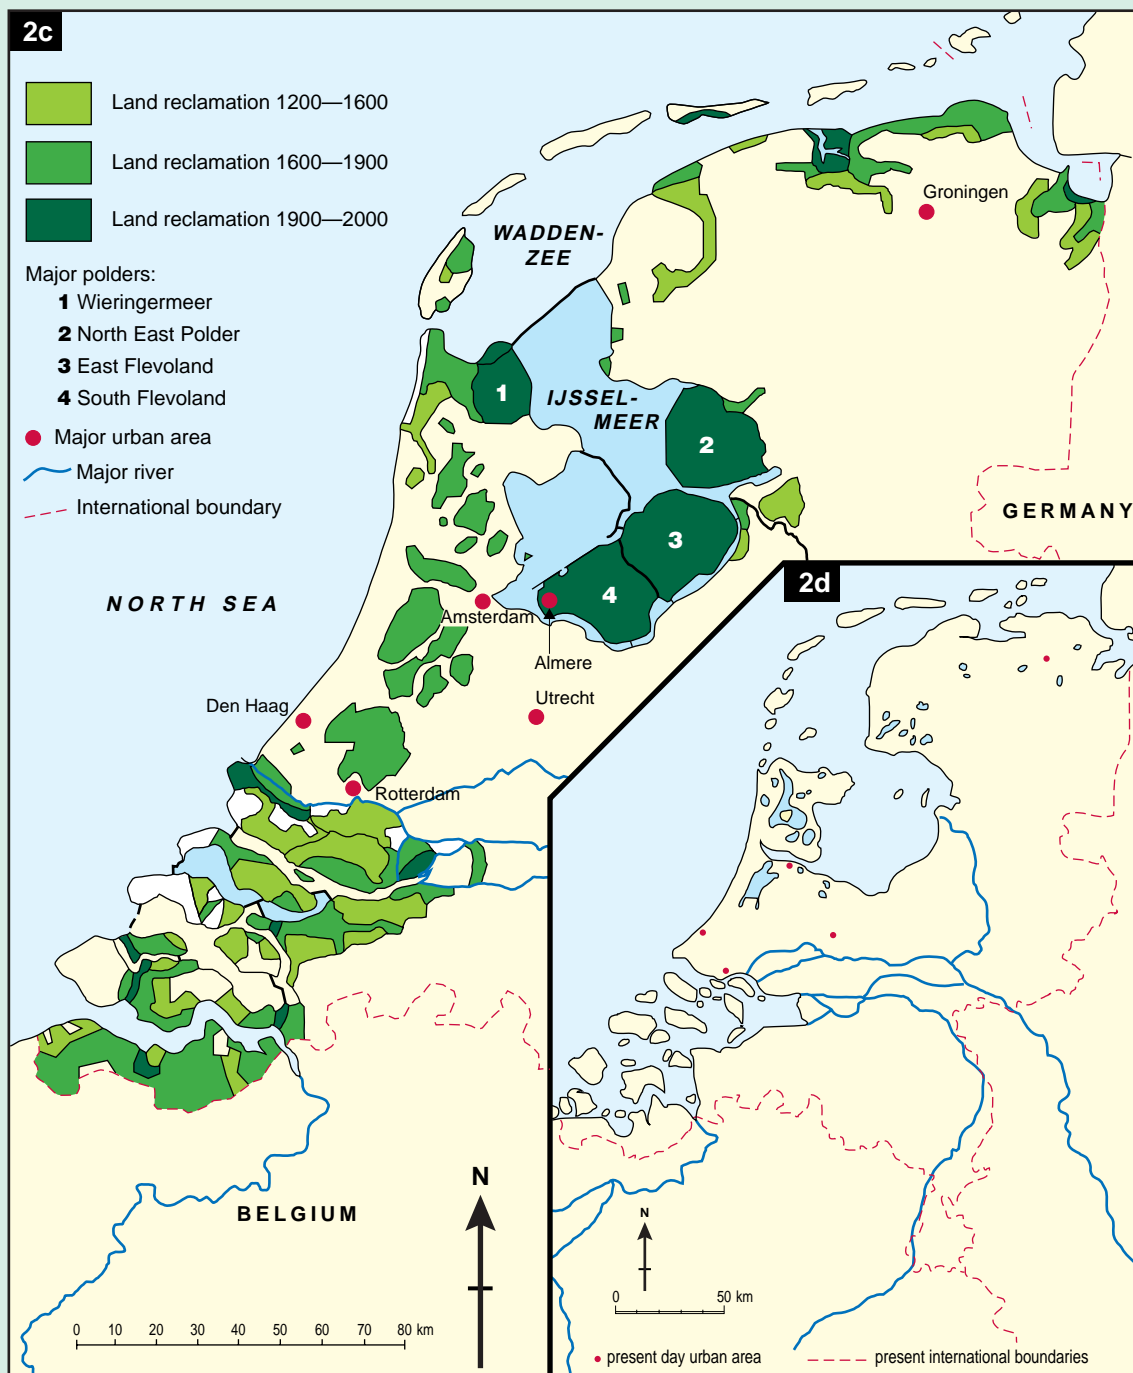 2c
Land reclamation 1200—1600
Land reclamation 1600—1900
Land reclamation 1900—2000
Major polders:
1 Wieringermeer
2 North East Polder
3 East Flevoland
4 South Flevoland
Major urban area
Major river
International boundary
WADDEN-
ZEE
Groningen
1
IJSSEL-
MEER
2
3
4
GERMANY
NORTH SEA
Amsterdam
Almere
Den Haag
Utrecht
Rotterdam
BELGIUM
N
0 10 20 30 40 50 60 70 80 km
2d
N
0 50 km
present day urban area
present international boundaries